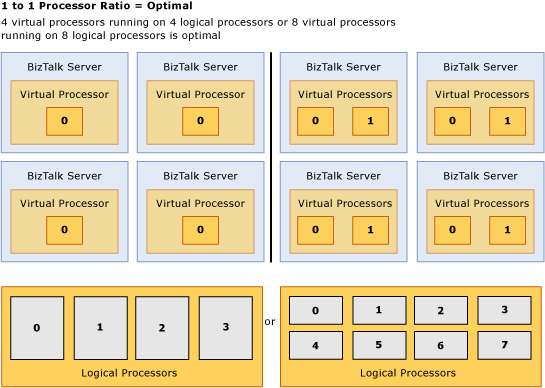 1 to 1 Processor Ratio = Optimal
4 virtual processors running on 4 logical processors or 8 virtual processors
running on 8 logical processors is optimal
BizTalk Server
Virtual Processor
0
BizTalk Server
Virtual Processor
0
BizTalk Server
Virtual Processors
0 1
BizTalk Server
Virtual Processors
0 1
BizTalk Server
Virtual Processor
0
BizTalk Server
Virtual Processor
0
BizTalk Server
Virtual Processors
0 1
BizTalk Server
Virtual Processors
0 1
0 1 2 3
Logical Processors
or
0 1 2 3
4 5 6 7
Logical Processors